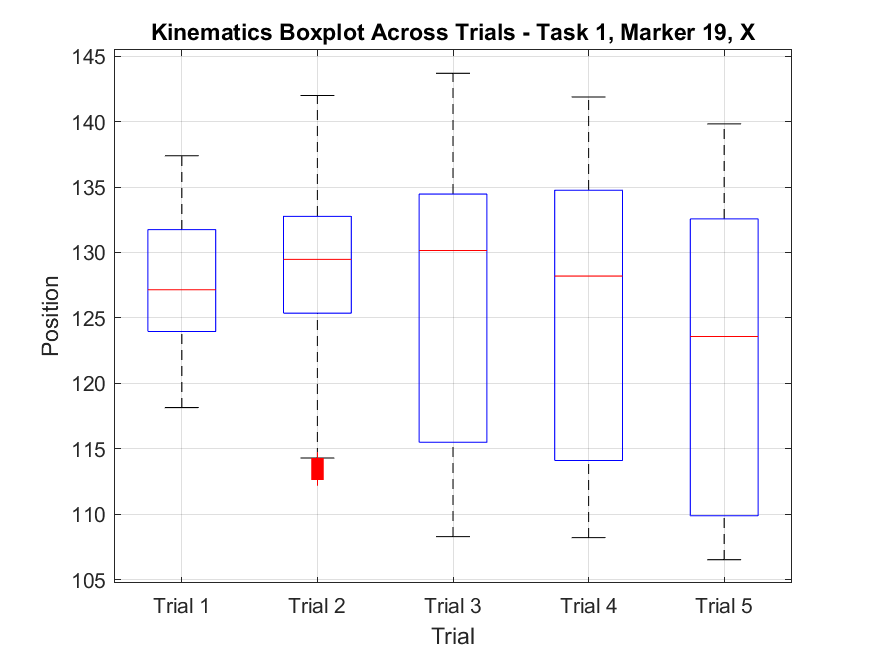 Kinematics Boxplot Across Trials - Task 1, Marker 19, X
145
140
135
130
125
120
115
110
105
Position
Trial 1 Trial 2 Trial 3 Trial 4 Trial 5
Trial